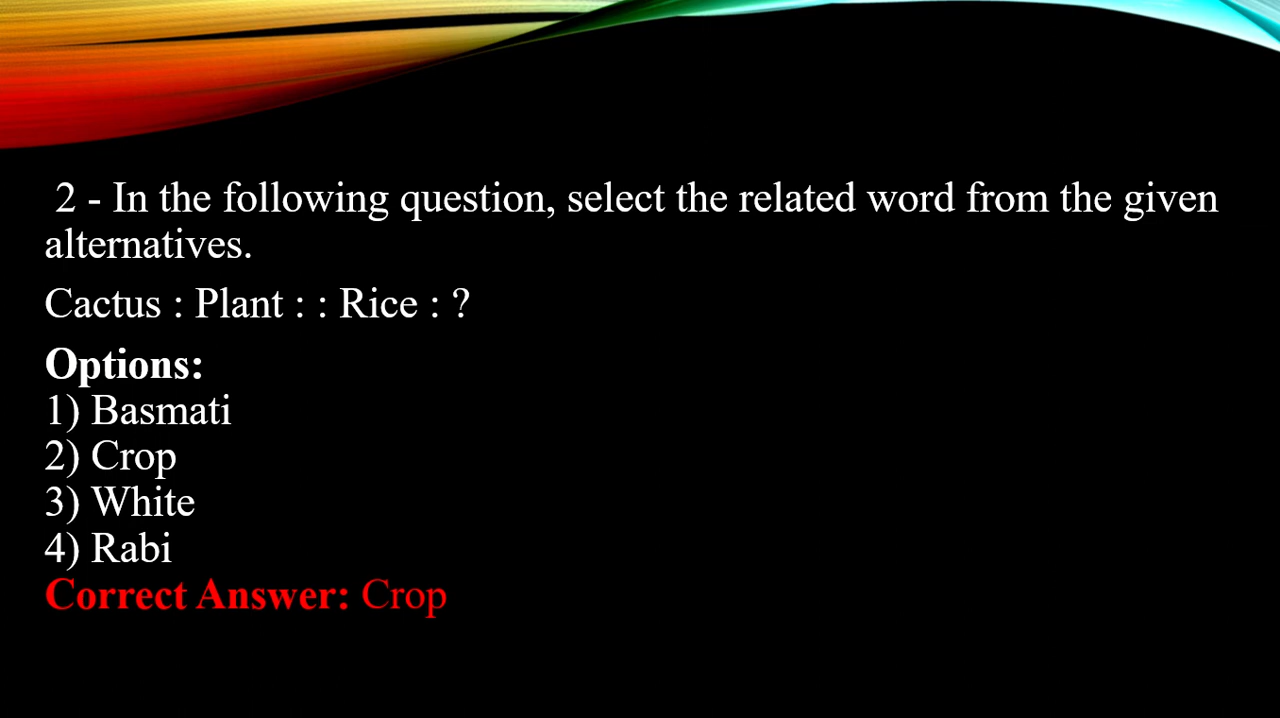 2 - In the following question, select the related word from the given
alternatives.
Cactus : Plant : : Rice : ?
Options:
1) Basmati
2) Crop
3) White
4) Rabi
Correct Answer: Crop